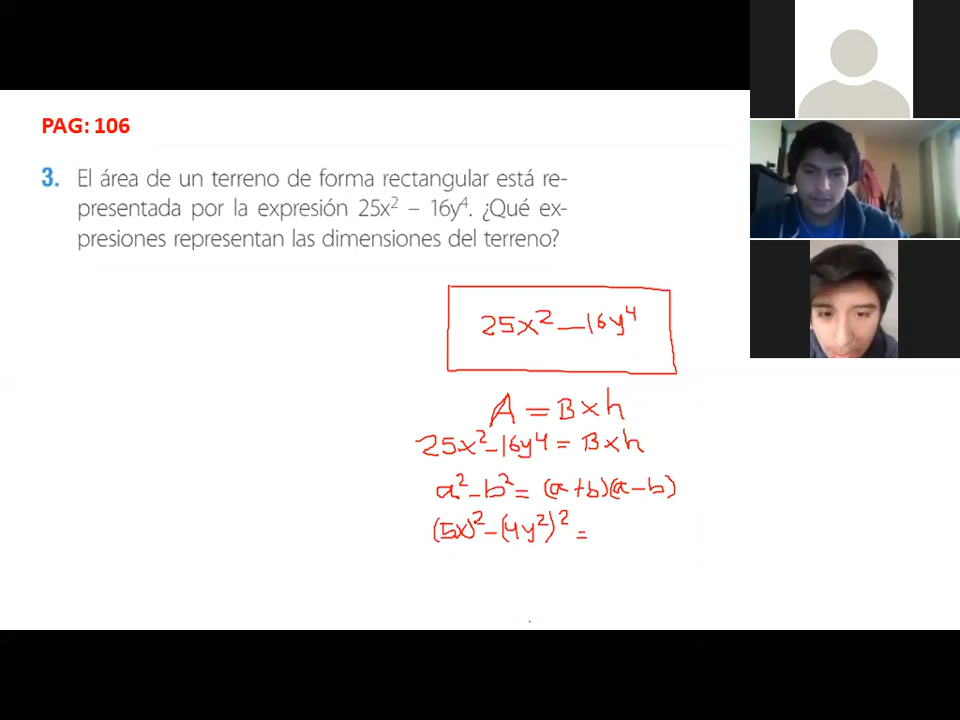 PAG: 106
3. El área de un terreno de forma rectangular está re-
presentada por la expresión 25x² – 16y⁴. ¿Qué ex-
presiones representan las dimensiones del terreno?
25x² – 16y⁴
A = B × h
25x² – 16y⁴ = B × h
a² – b² = (a + b)(a – b)
(5x)² – (4y²)² =